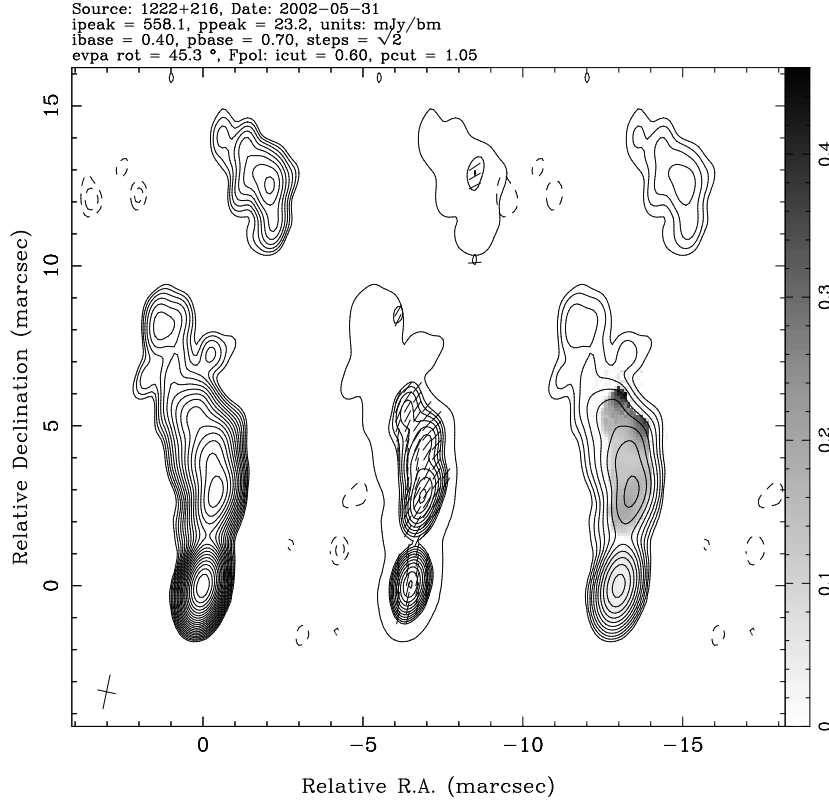 Source: 1222+216, Date: 2002-05-31
ipeak = 558.1, ppeak = 23.2, units: mJy/bm
ibase = 0.40, pbase = 0.70, steps = √2
evpa rot = 45.3 °, Fpol: icut = 0.60, pcut = 1.05
15
10
5
0
Relative Declination (marcsec)
0.4
0.3
0.2
0.1
0
0 −5 −10 −15
Relative R.A. (marcsec)